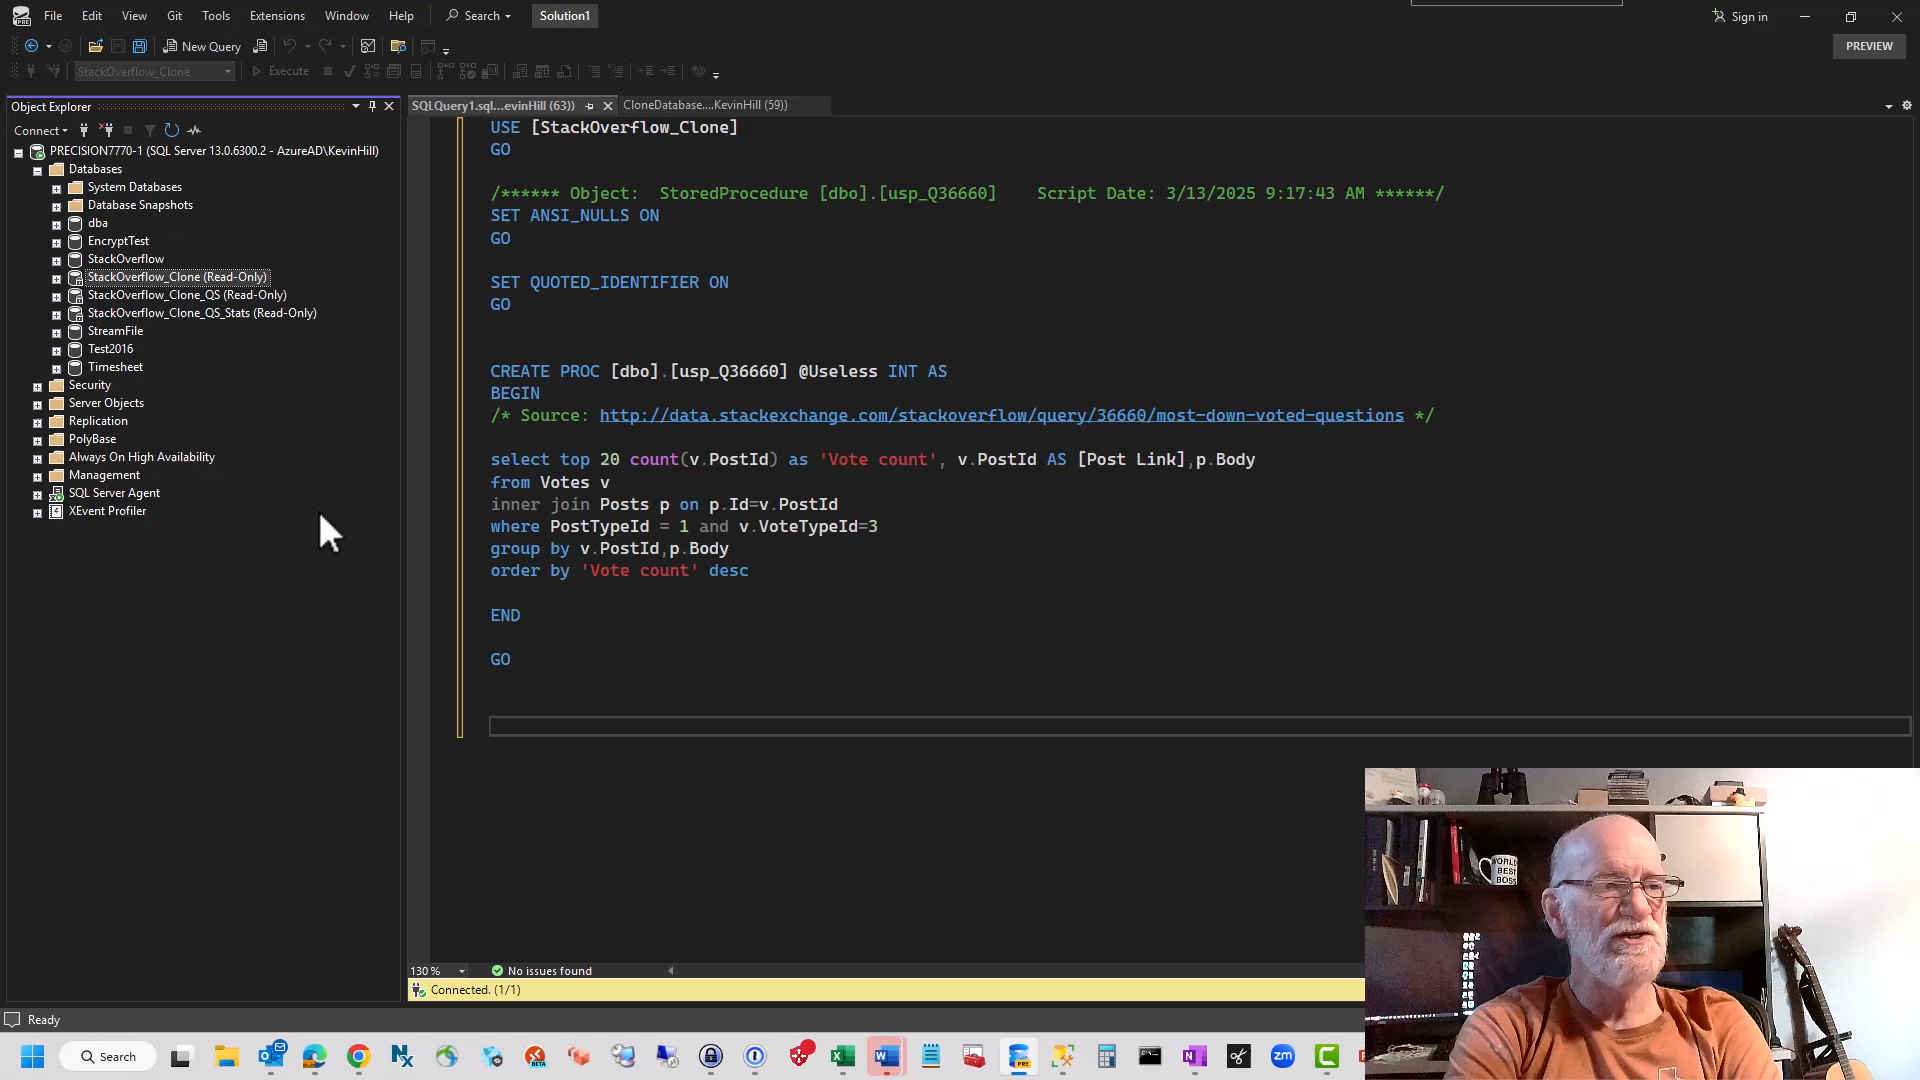 File Edit View Git Tools Extensions Window Help Search Solution1 Sign in
PREVIEW
New Query
StackOverflow_Clone Execute
Object Explorer
SQLQuery1.sql...evinHill (63)) CloneDatabase....KevinHill (59))
Connect
PRECISION7770-1 (SQL Server 13.0.6300.2 - AzureAD\KevinHill)
Databases
System Databases
Database Snapshots
dba
EncryptTest
StackOverflow
StackOverflow_Clone (Read-Only)
StackOverflow_Clone_QS (Read-Only)
StackOverflow_Clone_QS_Stats (Read-Only)
StreamFile
Test2016
Timesheet
Security
Server Objects
Replication
PolyBase
Always On High Availability
Management
SQL Server Agent
XEvent Profiler
USE [StackOverflow_Clone]
GO
/****** Object:  StoredProcedure [dbo].[usp_Q36660]    Script Date: 3/13/2025 9:17:43 AM ******/
SET ANSI_NULLS ON
GO
SET QUOTED_IDENTIFIER ON
GO
CREATE PROC [dbo].[usp_Q36660] @Useless INT AS
BEGIN
/* Source: http://data.stackexchange.com/stackoverflow/query/36660/most-down-voted-questions */
select top 20 count(v.PostId) as 'Vote count', v.PostId AS [Post Link],p.Body
from Votes v
inner join Posts p on p.Id=v.PostId
where PostTypeId = 1 and v.VoteTypeId=3
group by v.PostId,p.Body
order by 'Vote count' desc
END
GO
130 % No issues found
Connected. (1/1)
Ready
WORLD
BEST
BOSS
Search
BETA
PRE
zm